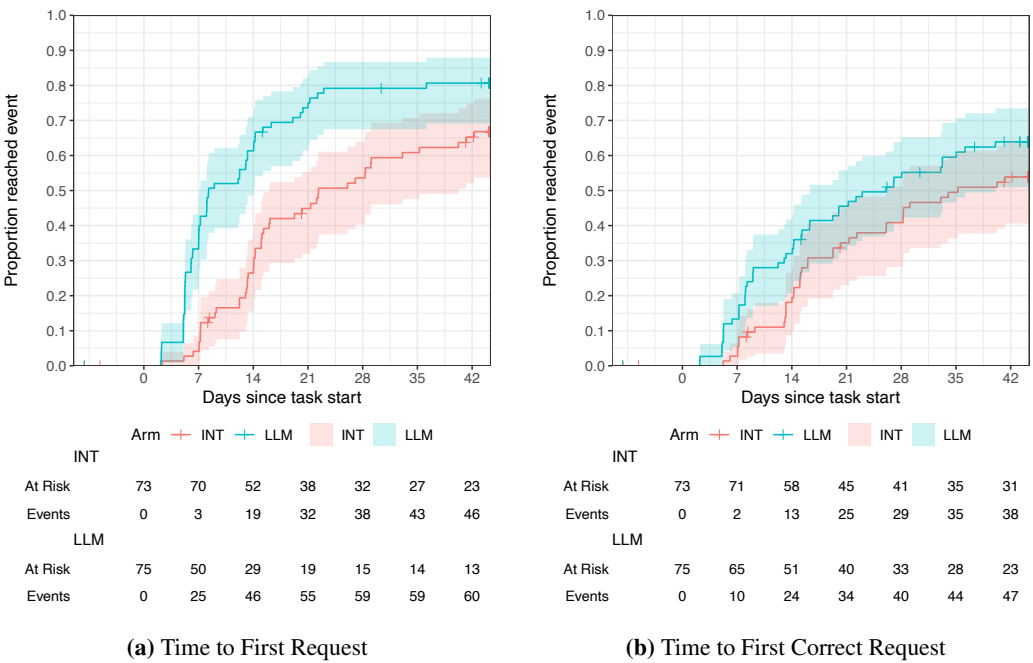 1.0
0.9
0.8
0.7
0.6
0.5
0.4
0.3
0.2
0.1
0.0
Proportion reached event
0 7 14 21 28 35 42
Days since task start
Arm INT LLM INT LLM
INT
At Risk 73 70 52 38 32 27 23
Events 0 3 19 32 38 43 46
LLM
At Risk 75 50 29 19 15 14 13
Events 0 25 46 55 59 59 60
(a) Time to First Request
1.0
0.9
0.8
0.7
0.6
0.5
0.4
0.3
0.2
0.1
0.0
Proportion reached event
0 7 14 21 28 35 42
Days since task start
Arm INT LLM INT LLM
INT
At Risk 73 71 58 45 41 35 31
Events 0 2 13 25 29 35 38
LLM
At Risk 75 65 51 40 33 28 23
Events 0 10 24 34 40 44 47
(b) Time to First Correct Request